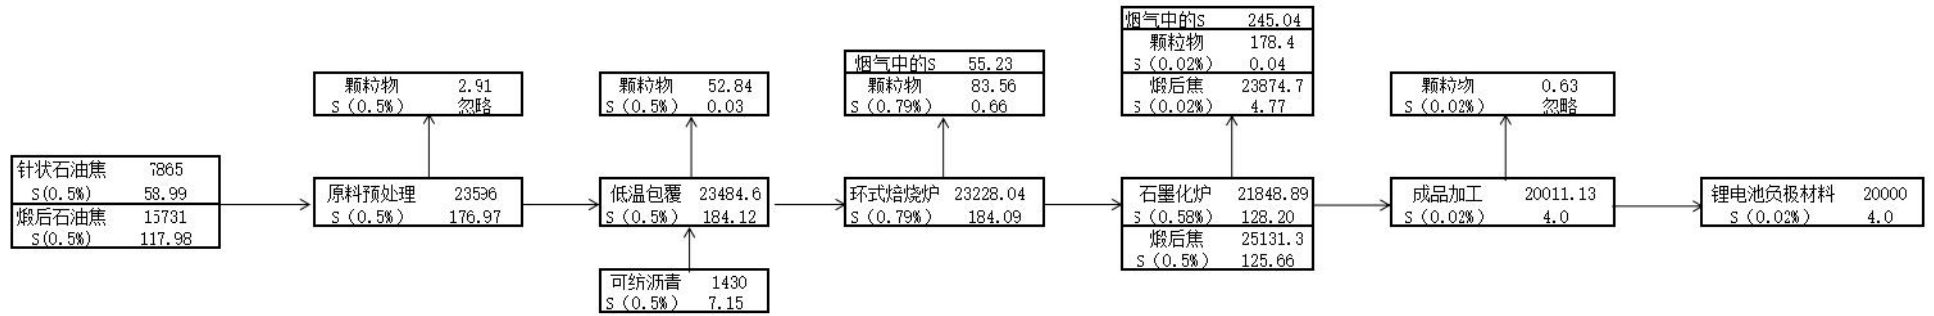 针状石油焦 7865
S(0.5%) 58.99
煅后石油焦 15731
S(0.5%) 117.98
颗粒物 2.91
S（0.5%） 忽略
原料预处理 23596
S（0.5%） 176.97
颗粒物 52.84
S（0.5%） 0.03
低温包覆 23484.6
S（0.5%） 184.12
可纺沥青 1430
S（0.5%） 7.15
烟气中的S 55.23
颗粒物 83.56
S（0.79%） 0.66
环式焙烧炉 23228.04
S（0.79%） 184.09
烟气中的S 245.04
颗粒物 178.4
S（0.02%） 0.04
煅后焦 23874.7
S（0.02%） 4.77
石墨化炉 21848.89
S（0.58%） 128.20
煅后焦 25131.3
S（0.5%） 125.66
颗粒物 0.63
S（0.02%） 忽略
成品加工 20011.13
S（0.02%） 4.0
锂电池负极材料 20000
S（0.02%） 4.0